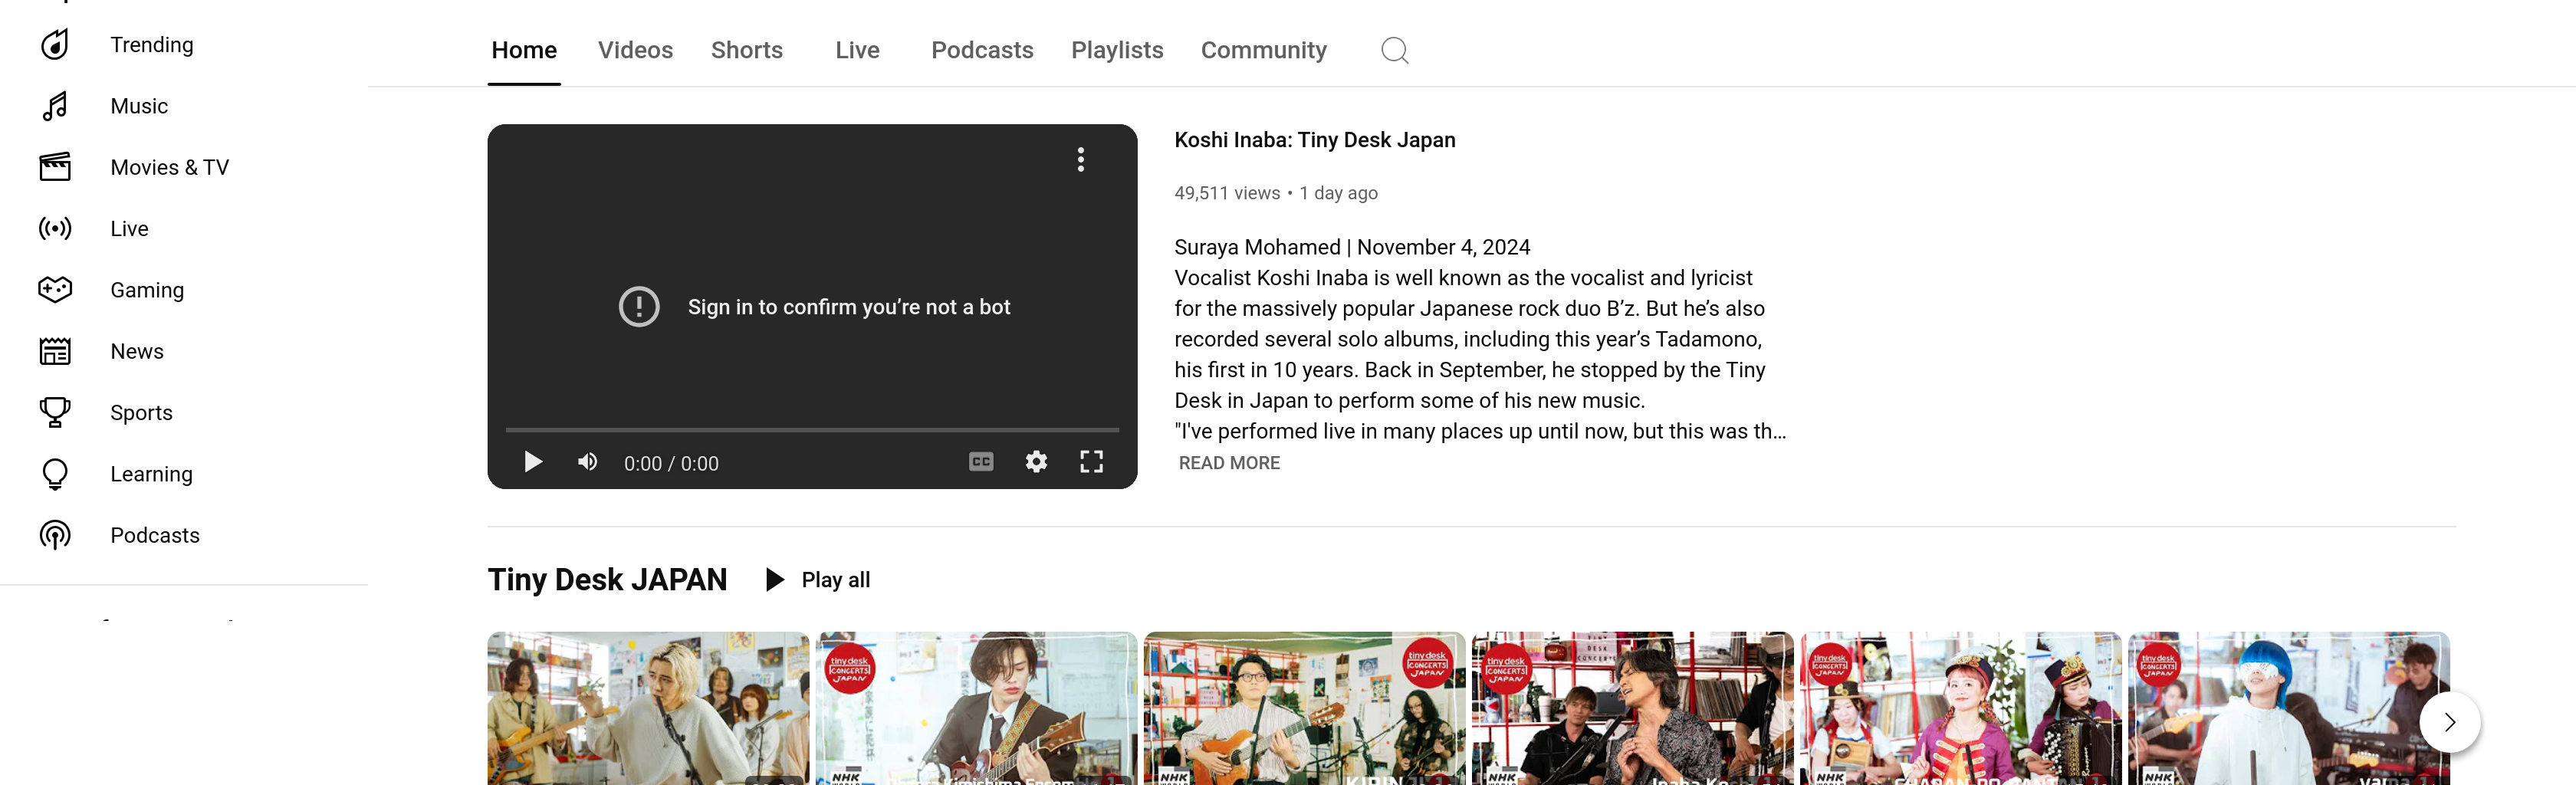 Trending
Music
Movies & TV
Live
Gaming
News
Sports
Learning
Podcasts
Home Videos Shorts Live Podcasts Playlists Community
Sign in to confirm you’re not a bot
0:00 / 0:00
CC
Koshi Inaba: Tiny Desk Japan
49,511 views • 1 day ago
Suraya Mohamed | November 4, 2024
Vocalist Koshi Inaba is well known as the vocalist and lyricist
for the massively popular Japanese rock duo B’z. But he’s also
recorded several solo albums, including this year’s Tadamono,
his first in 10 years. Back in September, he stopped by the Tiny
Desk in Japan to perform some of his new music.
"I've performed live in many places up until now, but this was th...
READ MORE
Tiny Desk JAPAN
Play all
tiny desk
CONCERTS
JAPAN
NHK
tiny desk
CONCERTS
JAPAN
NHK
tiny desk
CONCERTS
JAPAN
NHK
tiny desk
CONCERTS
JAPAN
NHK
tiny desk
CONCERTS
JAPAN
NHK